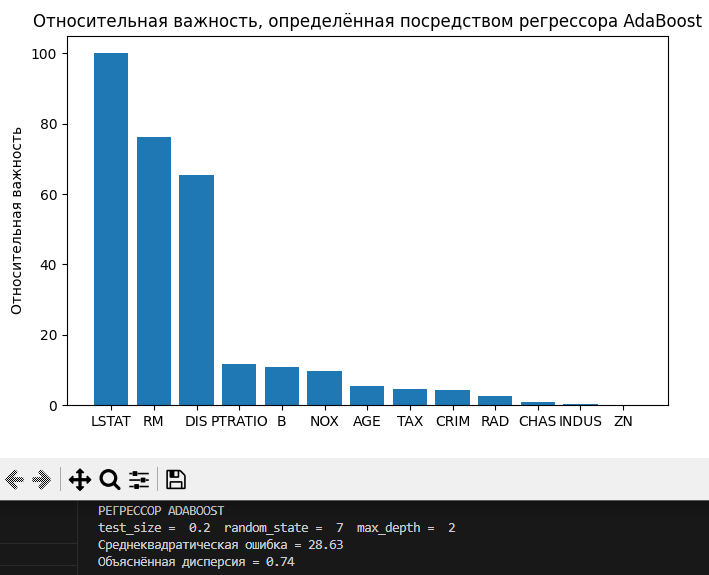 Относительная важность, определённая посредством регрессора AdaBoost
Относительная важность
100
80
60
40
20
0
LSTAT RM DIS PTRATIO B NOX AGE TAX CRIM RAD CHAS INDUS ZN
РЕГРЕССОР ADABOOST
test_size =  0.2  random_state =  7  max_depth =  2
Среднеквадратическая ошибка = 28.63
Объяснённая дисперсия = 0.74